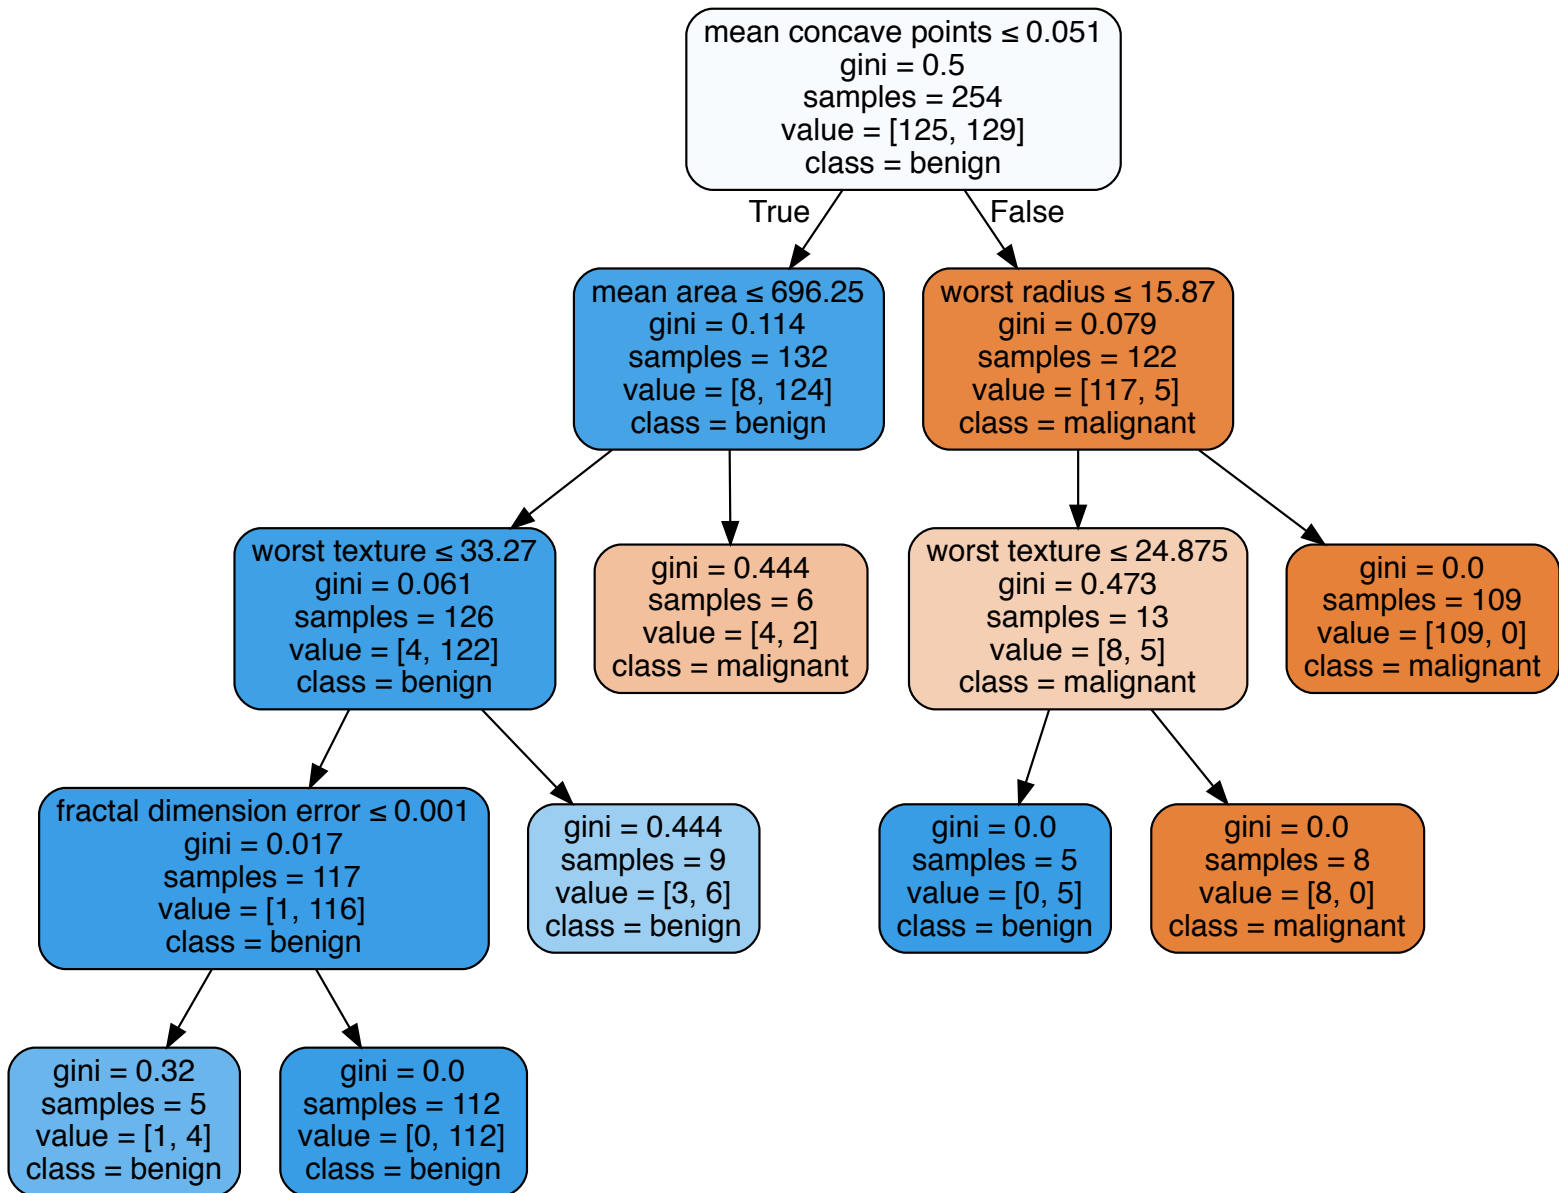 mean concave points ≤ 0.051
gini = 0.5
samples = 254
value = [125, 129]
class = benign
True
False
mean area ≤ 696.25
gini = 0.114
samples = 132
value = [8, 124]
class = benign
worst radius ≤ 15.87
gini = 0.079
samples = 122
value = [117, 5]
class = malignant
worst texture ≤ 33.27
gini = 0.061
samples = 126
value = [4, 122]
class = benign
gini = 0.444
samples = 6
value = [4, 2]
class = malignant
worst texture ≤ 24.875
gini = 0.473
samples = 13
value = [8, 5]
class = malignant
gini = 0.0
samples = 109
value = [109, 0]
class = malignant
fractal dimension error ≤ 0.001
gini = 0.017
samples = 117
value = [1, 116]
class = benign
gini = 0.444
samples = 9
value = [3, 6]
class = benign
gini = 0.0
samples = 5
value = [0, 5]
class = benign
gini = 0.0
samples = 8
value = [8, 0]
class = malignant
gini = 0.32
samples = 5
value = [1, 4]
class = benign
gini = 0.0
samples = 112
value = [0, 112]
class = benign